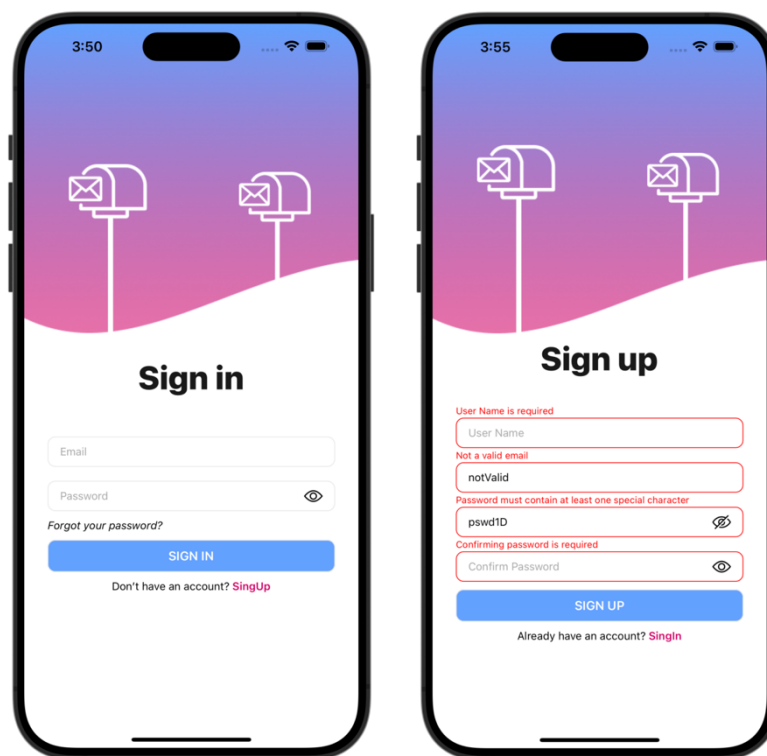 3:50
Sign in
Email
Password
Forgot your password?
SIGN IN
Don't have an account? SingUp
3:55
Sign up
User Name is required
User Name
Not a valid email
notValid
Password must contain at least one special character
pswd1D
Confirming password is required
Confirm Password
SIGN UP
Already have an account? SingIn